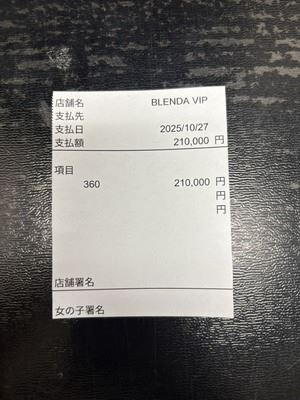 店舗名 BLENDA VIP
支払先
支払日 2025/10/27
支払額 210,000 円
項目
360 210,000 円
円
円
店舗署名
女の子署名